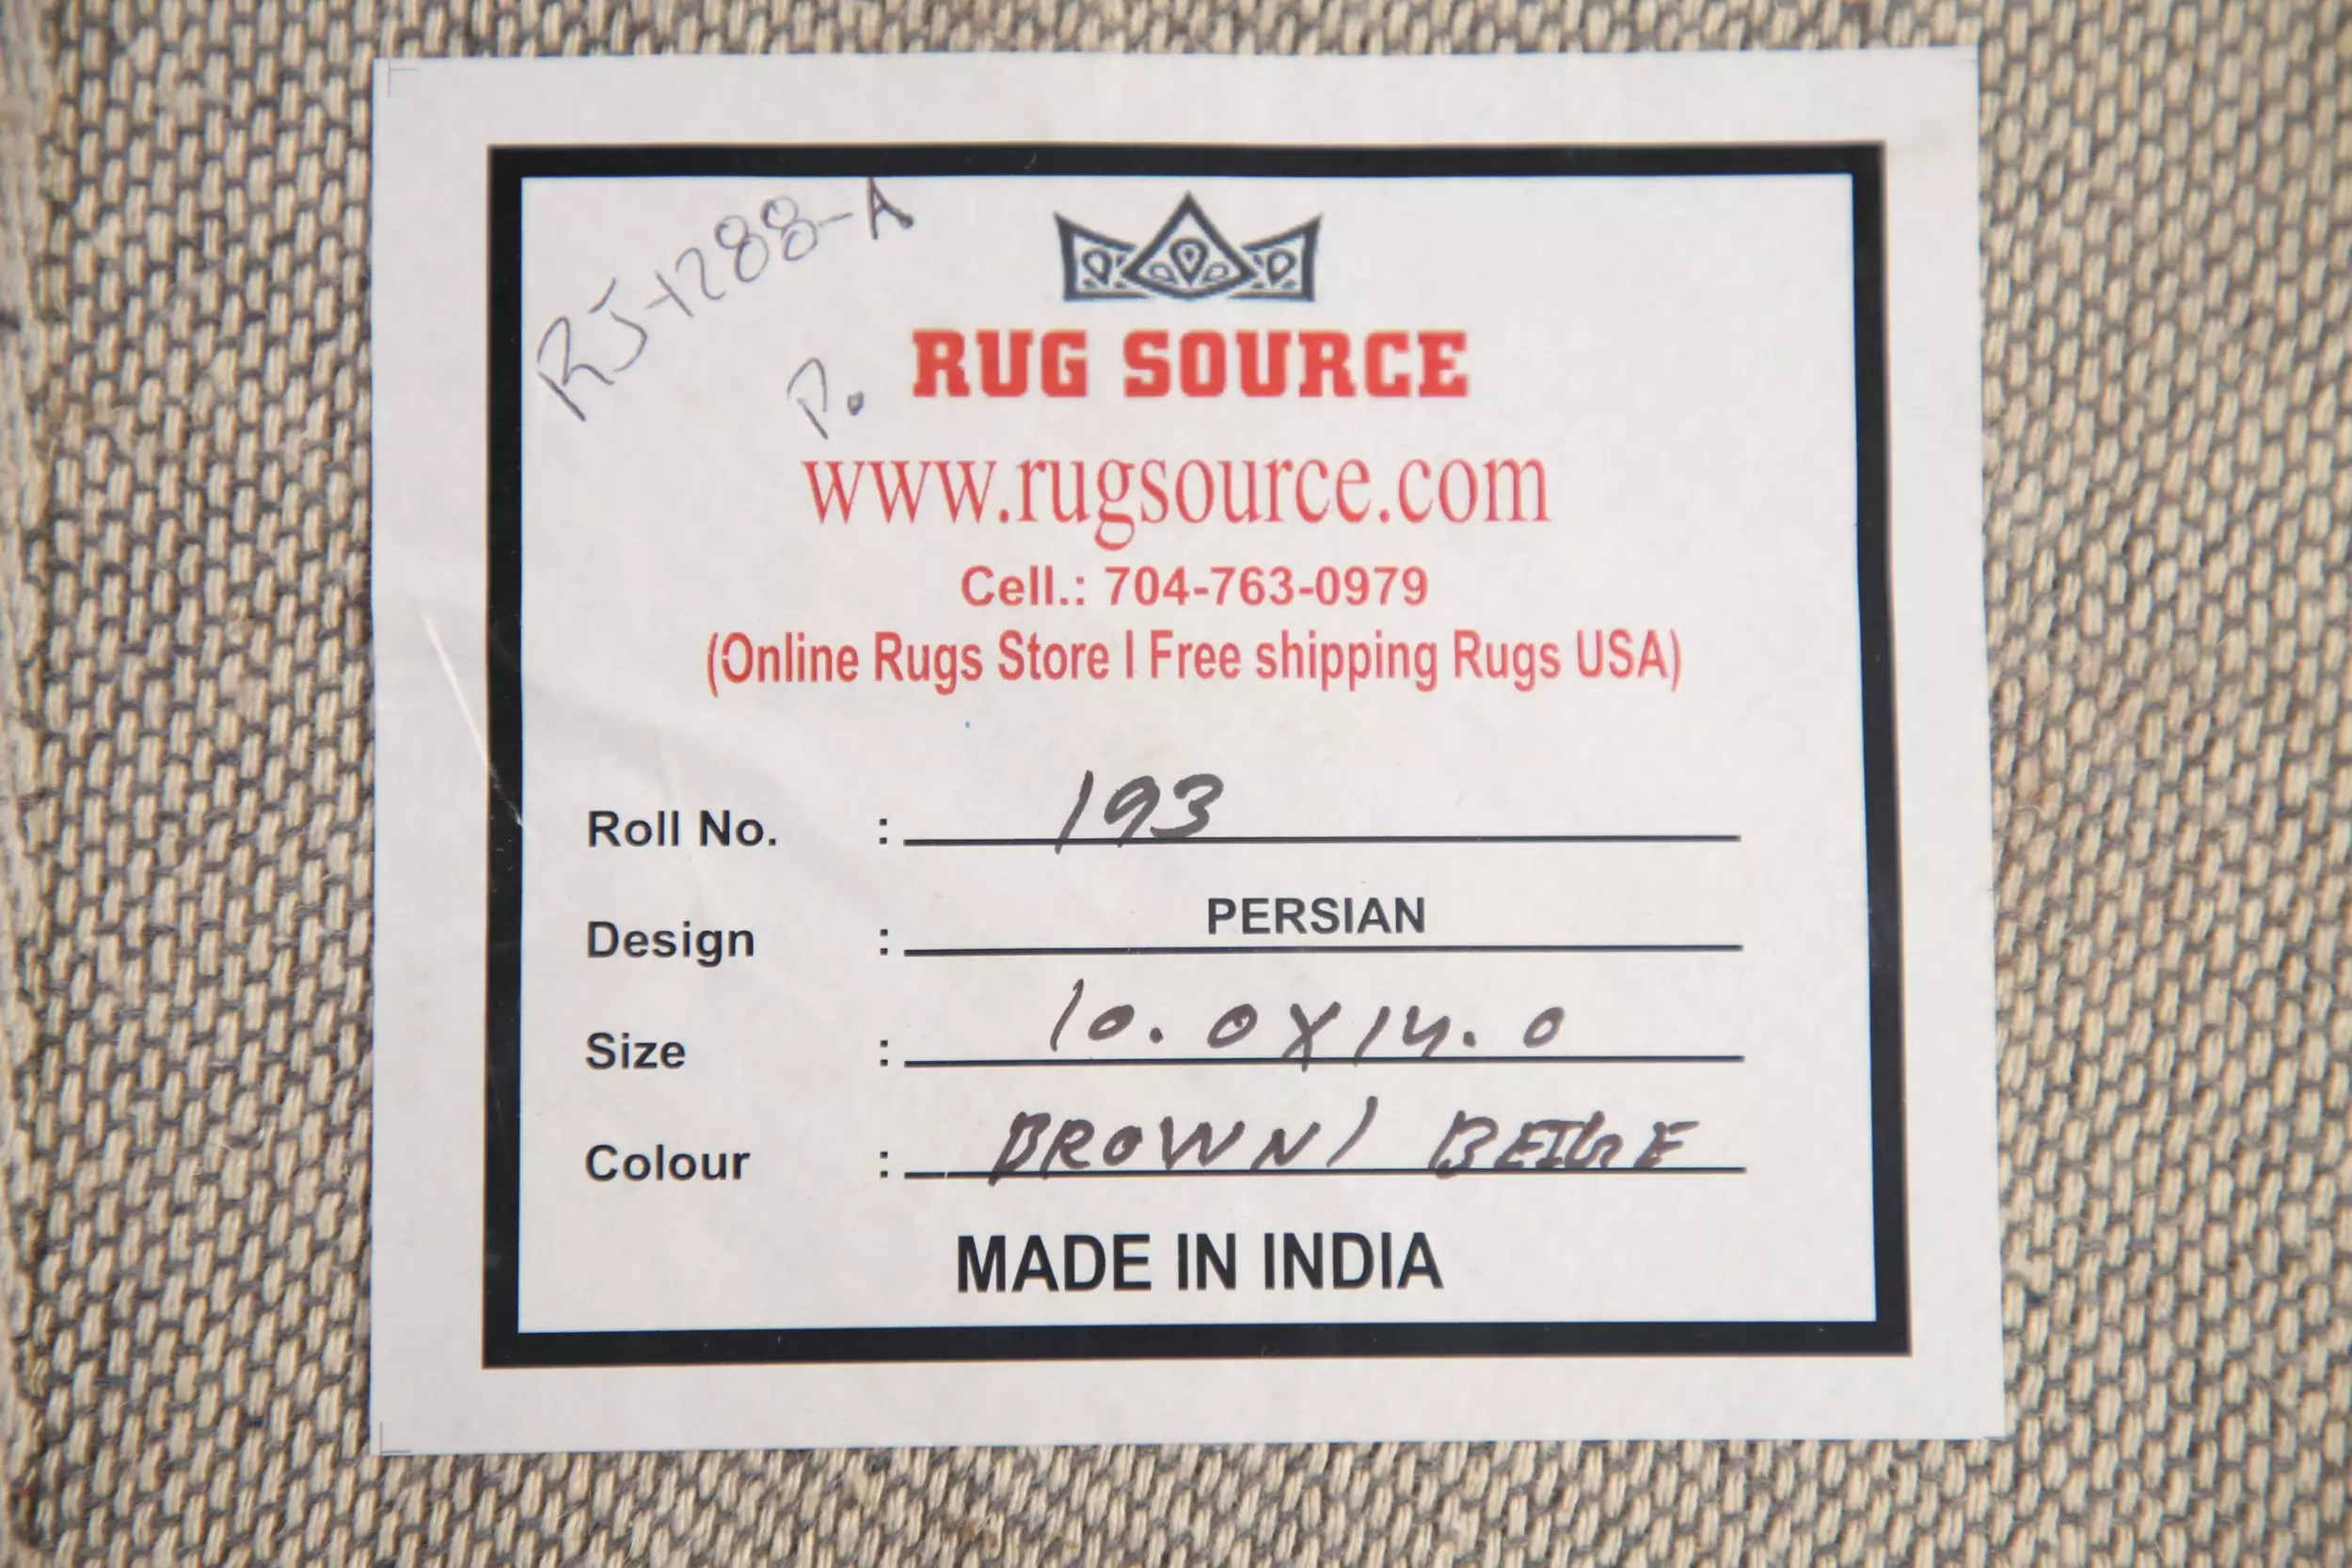 RJ-1288-A
P.
RUG SOURCE
www.rugsource.com
Cell.: 704-763-0979
(Online Rugs Store I Free shipping Rugs USA)
Roll No. : 193
Design : PERSIAN
Size : 10.0X14.0
Colour : BROWN/ BEIGE
MADE IN INDIA